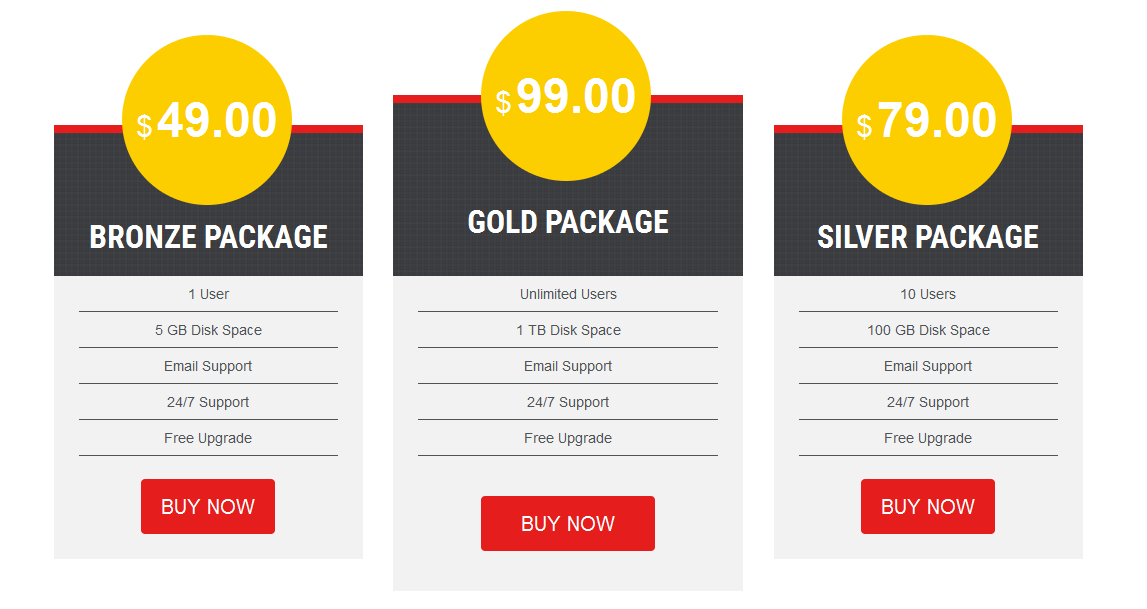 $ 49.00
BRONZE PACKAGE
1 User
5 GB Disk Space
Email Support
24/7 Support
Free Upgrade
BUY NOW
$ 99.00
GOLD PACKAGE
Unlimited Users
1 TB Disk Space
Email Support
24/7 Support
Free Upgrade
BUY NOW
$ 79.00
SILVER PACKAGE
10 Users
100 GB Disk Space
Email Support
24/7 Support
Free Upgrade
BUY NOW